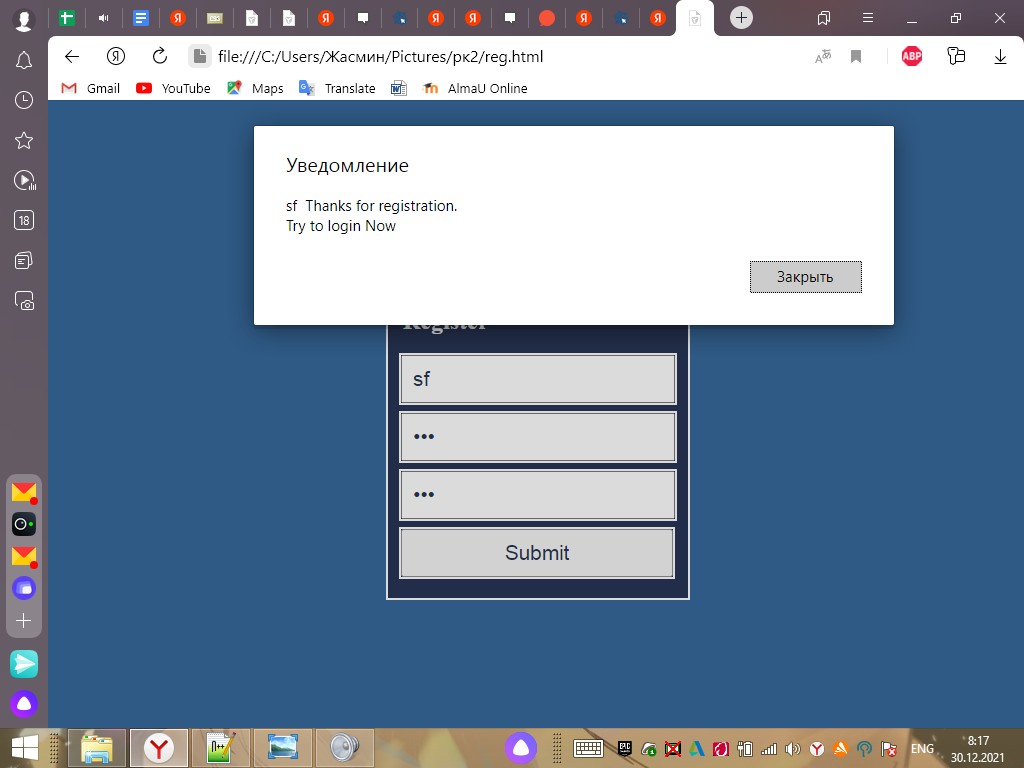 file:///C:/Users/Жасмин/Pictures/рк2/reg.html
ABP
Gmail
YouTube
Maps
Translate
AlmaU Online
Уведомление
sf  Thanks for registration.
Try to login Now
Закрыть
Register
sf
•••
•••
Submit
18
ENG
8:17
30.12.2021